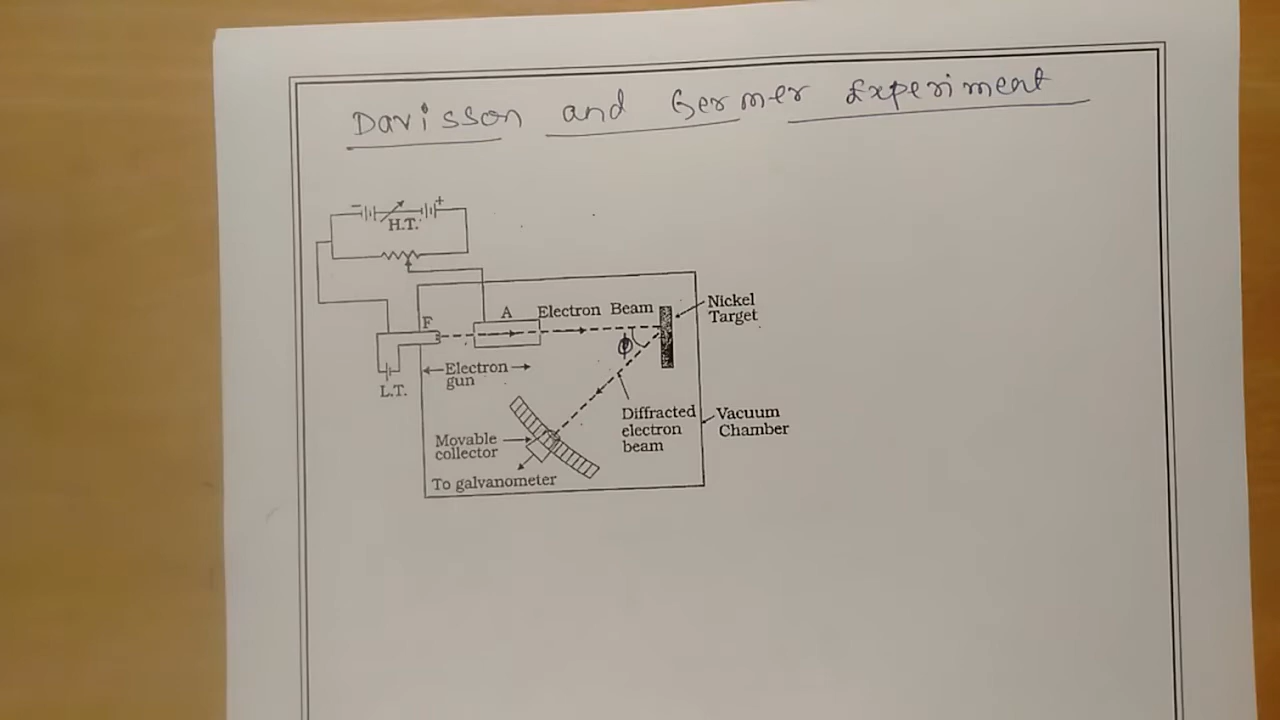 Davisson and Germer Experiment
− +
H.T.
F
A
Electron Beam
Nickel
Target
ϕ
Electron
gun
L.T.
Diffracted
electron
beam
Vacuum
Chamber
Movable
collector
To galvanometer